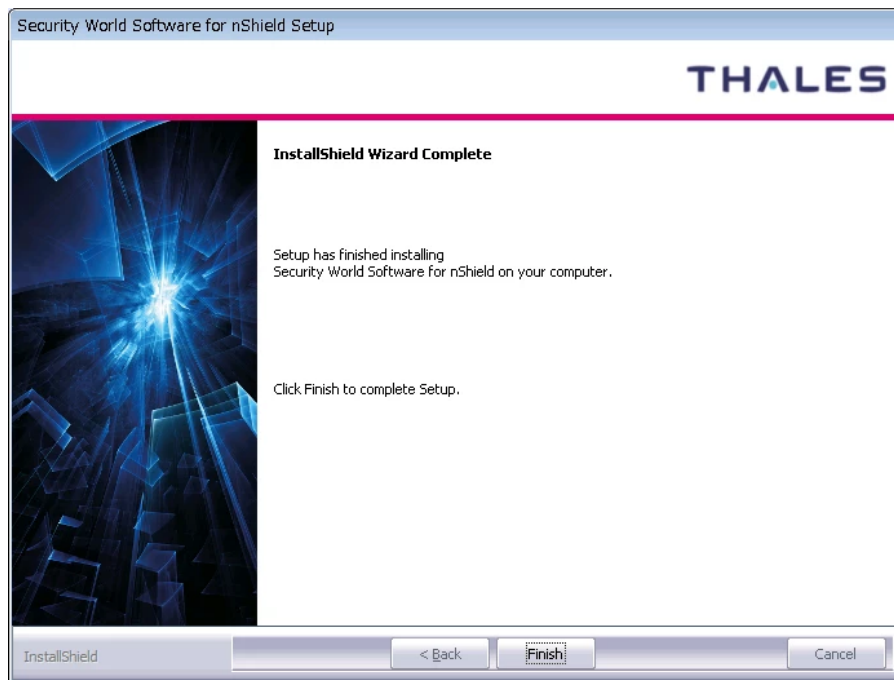 Security World Software for nShield Setup
THALES
InstallShield Wizard Complete
Setup has finished installing
Security World Software for nShield on your computer.
Click Finish to complete Setup.
InstallShield
< Back
Finish
Cancel